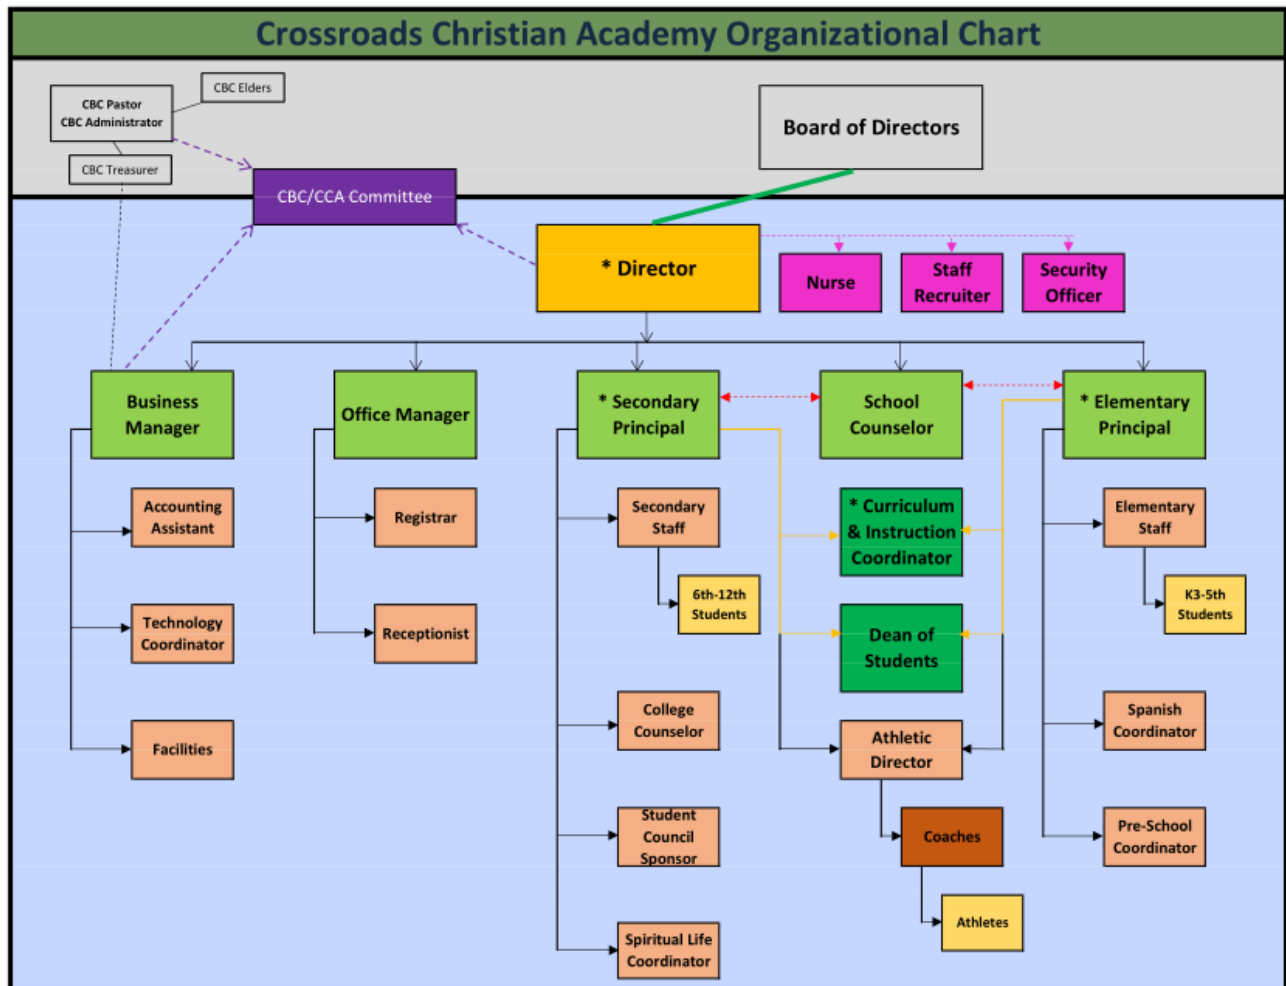 Crossroads Christian Academy Organizational Chart
CBC Elders
CBC Pastor
CBC Administrator
CBC Treasurer
Board of Directors
CBC/CCA Committee
* Director
Nurse
Staff
Recruiter
Security
Officer
Business
Manager
Office Manager
* Secondary
Principal
School
Counselor
* Elementary
Principal
Accounting
Assistant
Registrar
Secondary
Staff
* Curriculum
& Instruction
Coordinator
Elementary
Staff
6th-12th
Students
K3-5th
Students
Technology
Coordinator
Receptionist
Dean of
Students
Facilities
College
Counselor
Athletic
Director
Spanish
Coordinator
Student
Council
Sponsor
Coaches
Pre-School
Coordinator
Athletes
Spiritual Life
Coordinator